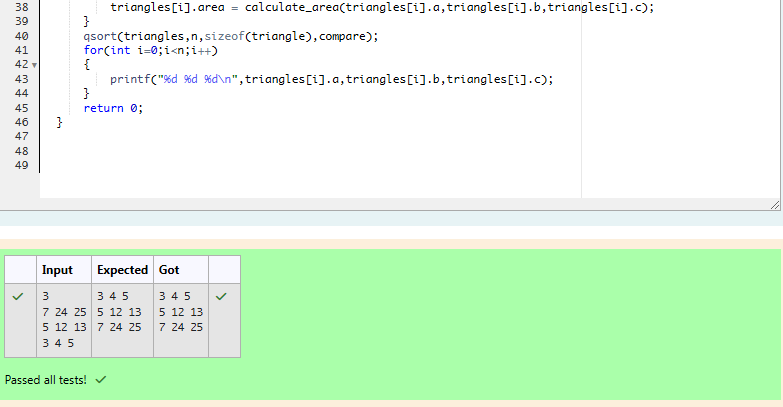 38 triangles[i].area = calculate_area(triangles[i].a,triangles[i].b,triangles[i].c);
39 }
40 qsort(triangles,n,sizeof(triangle),compare);
41 for(int i=0;i<n;i++)
42 {
43 printf("%d %d %d\n",triangles[i].a,triangles[i].b,triangles[i].c);
44 }
45 return 0;
46 }
47
48
49
Input Expected Got
3 3 4 5 3 4 5
7 24 25 5 12 13 5 12 13
5 12 13 7 24 25 7 24 25
3 4 5
Passed all tests!